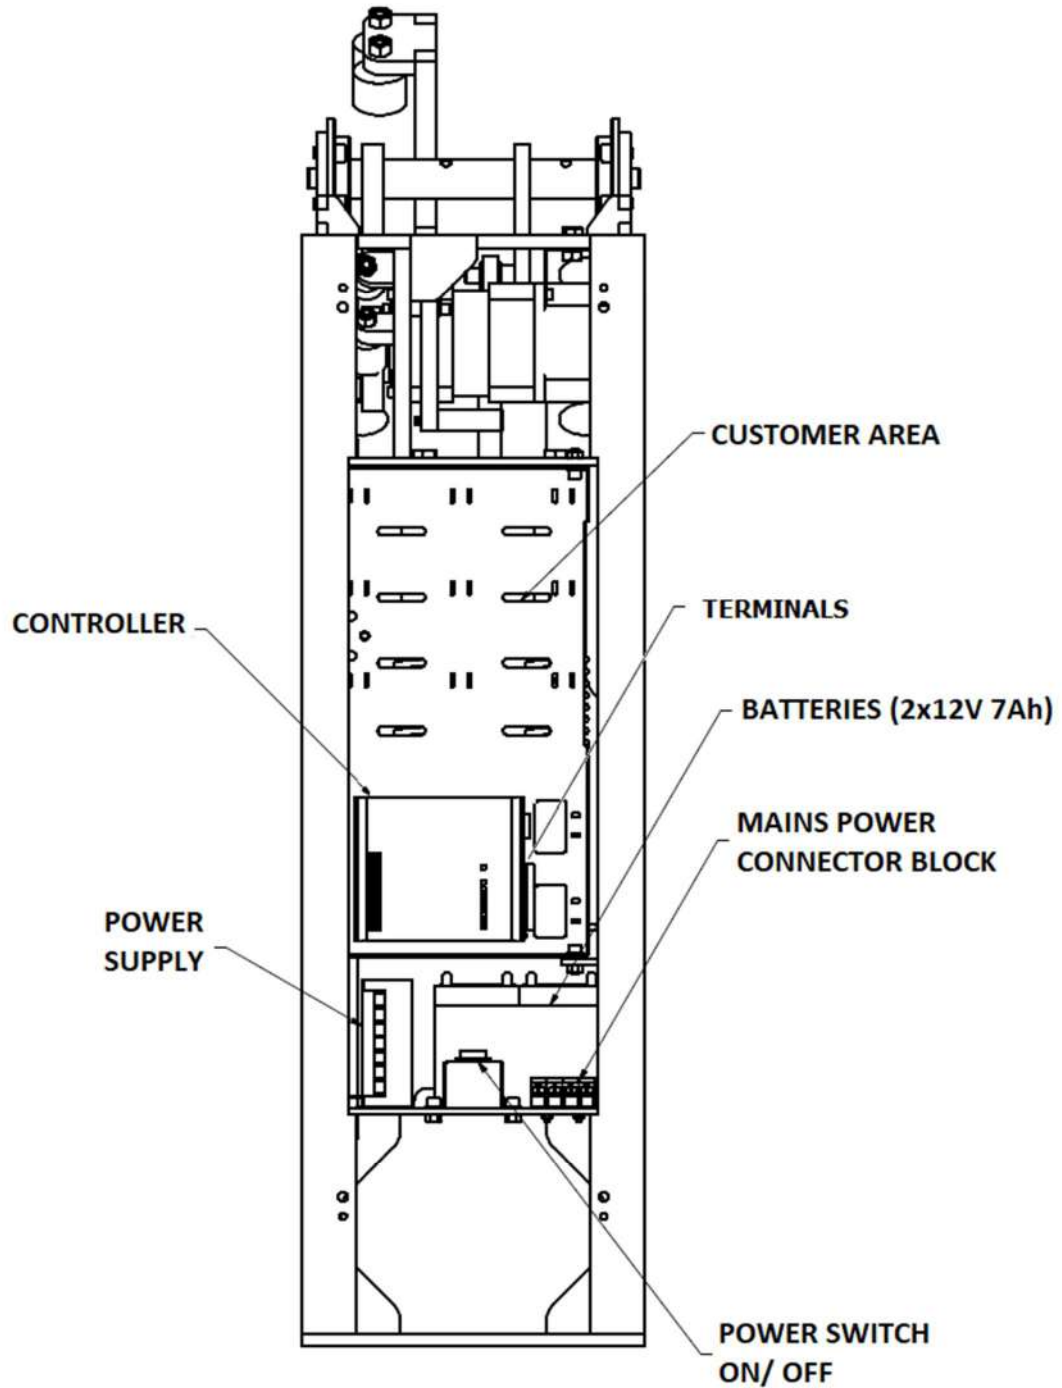 CUSTOMER AREA
TERMINALS
CONTROLLER
BATTERIES (2x12V 7Ah)
MAINS POWER
CONNECTOR BLOCK
POWER
SUPPLY
POWER SWITCH
ON/ OFF